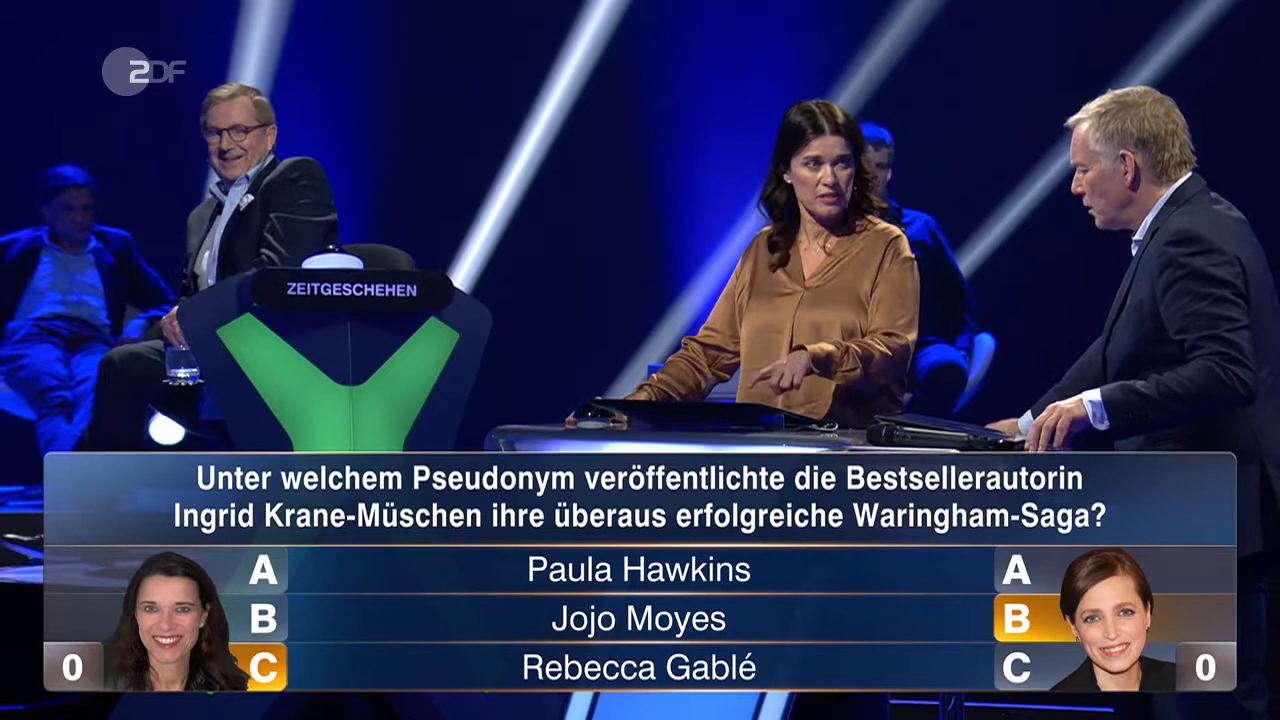 ZDF
ZEITGESCHEHEN
Unter welchem Pseudonym veröffentlichte die Bestsellerautorin
Ingrid Krane-Müschen ihre überaus erfolgreiche Waringham-Saga?
A Paula Hawkins A
B Jojo Moyes B
0 C Rebecca Gablé C 0